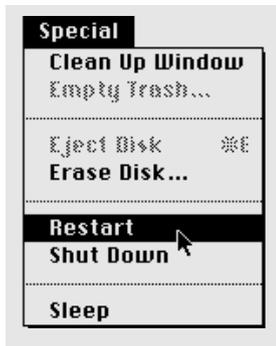 Special
Clean Up Window
Empty Trash...
Eject Disk ⌘E
Erase Disk...
Restart
Shut Down
Sleep